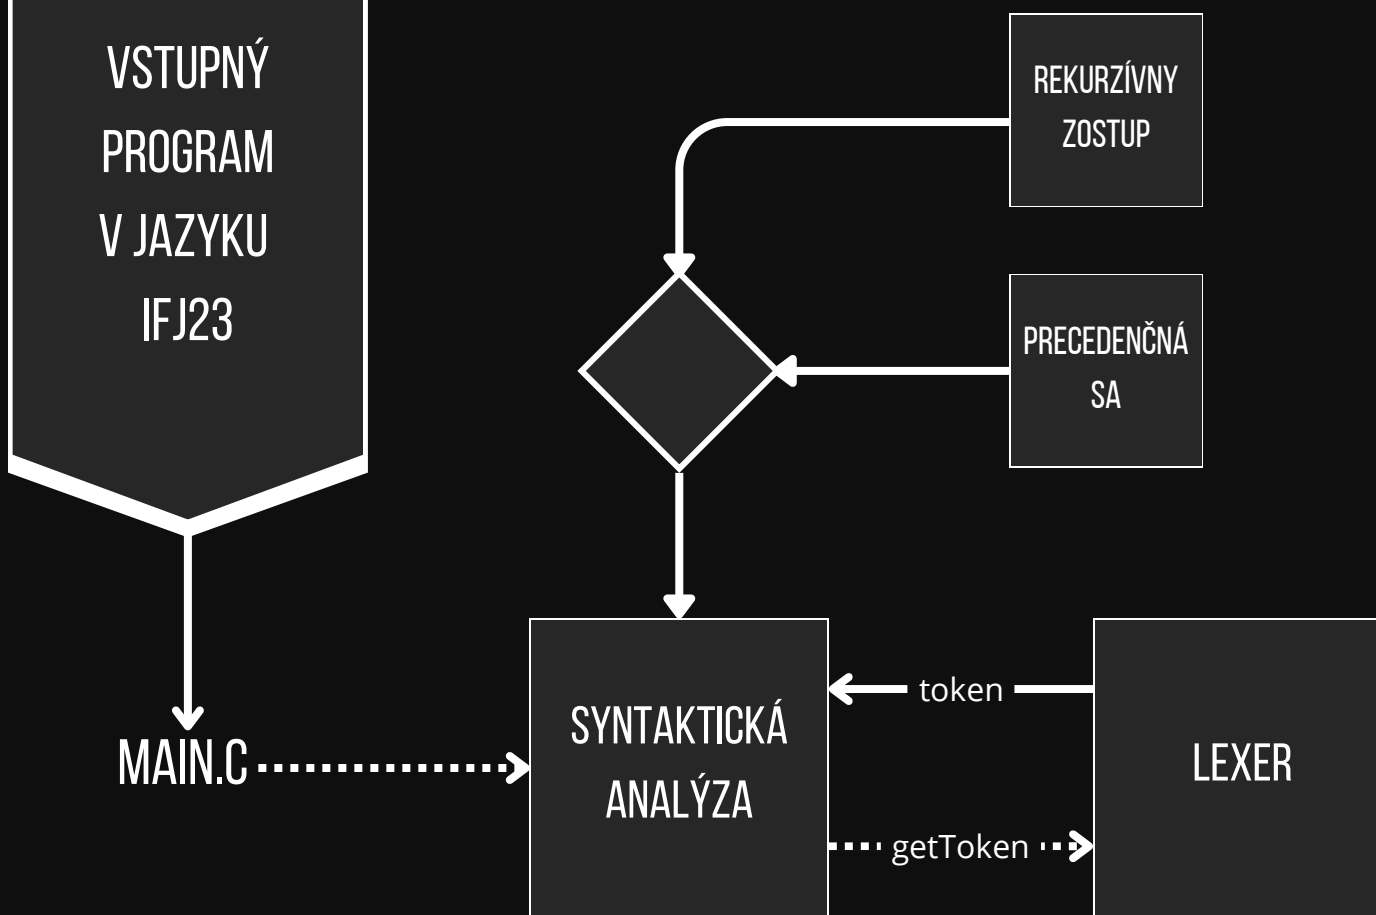 VSTUPNÝ
PROGRAM
V JAZYKU
IFJ23
REKURZÍVNY
ZOSTUP
PRECEDENČNÁ
SA
MAIN.C
SYNTAKTICKÁ
ANALÝZA
token
getToken
LEXER